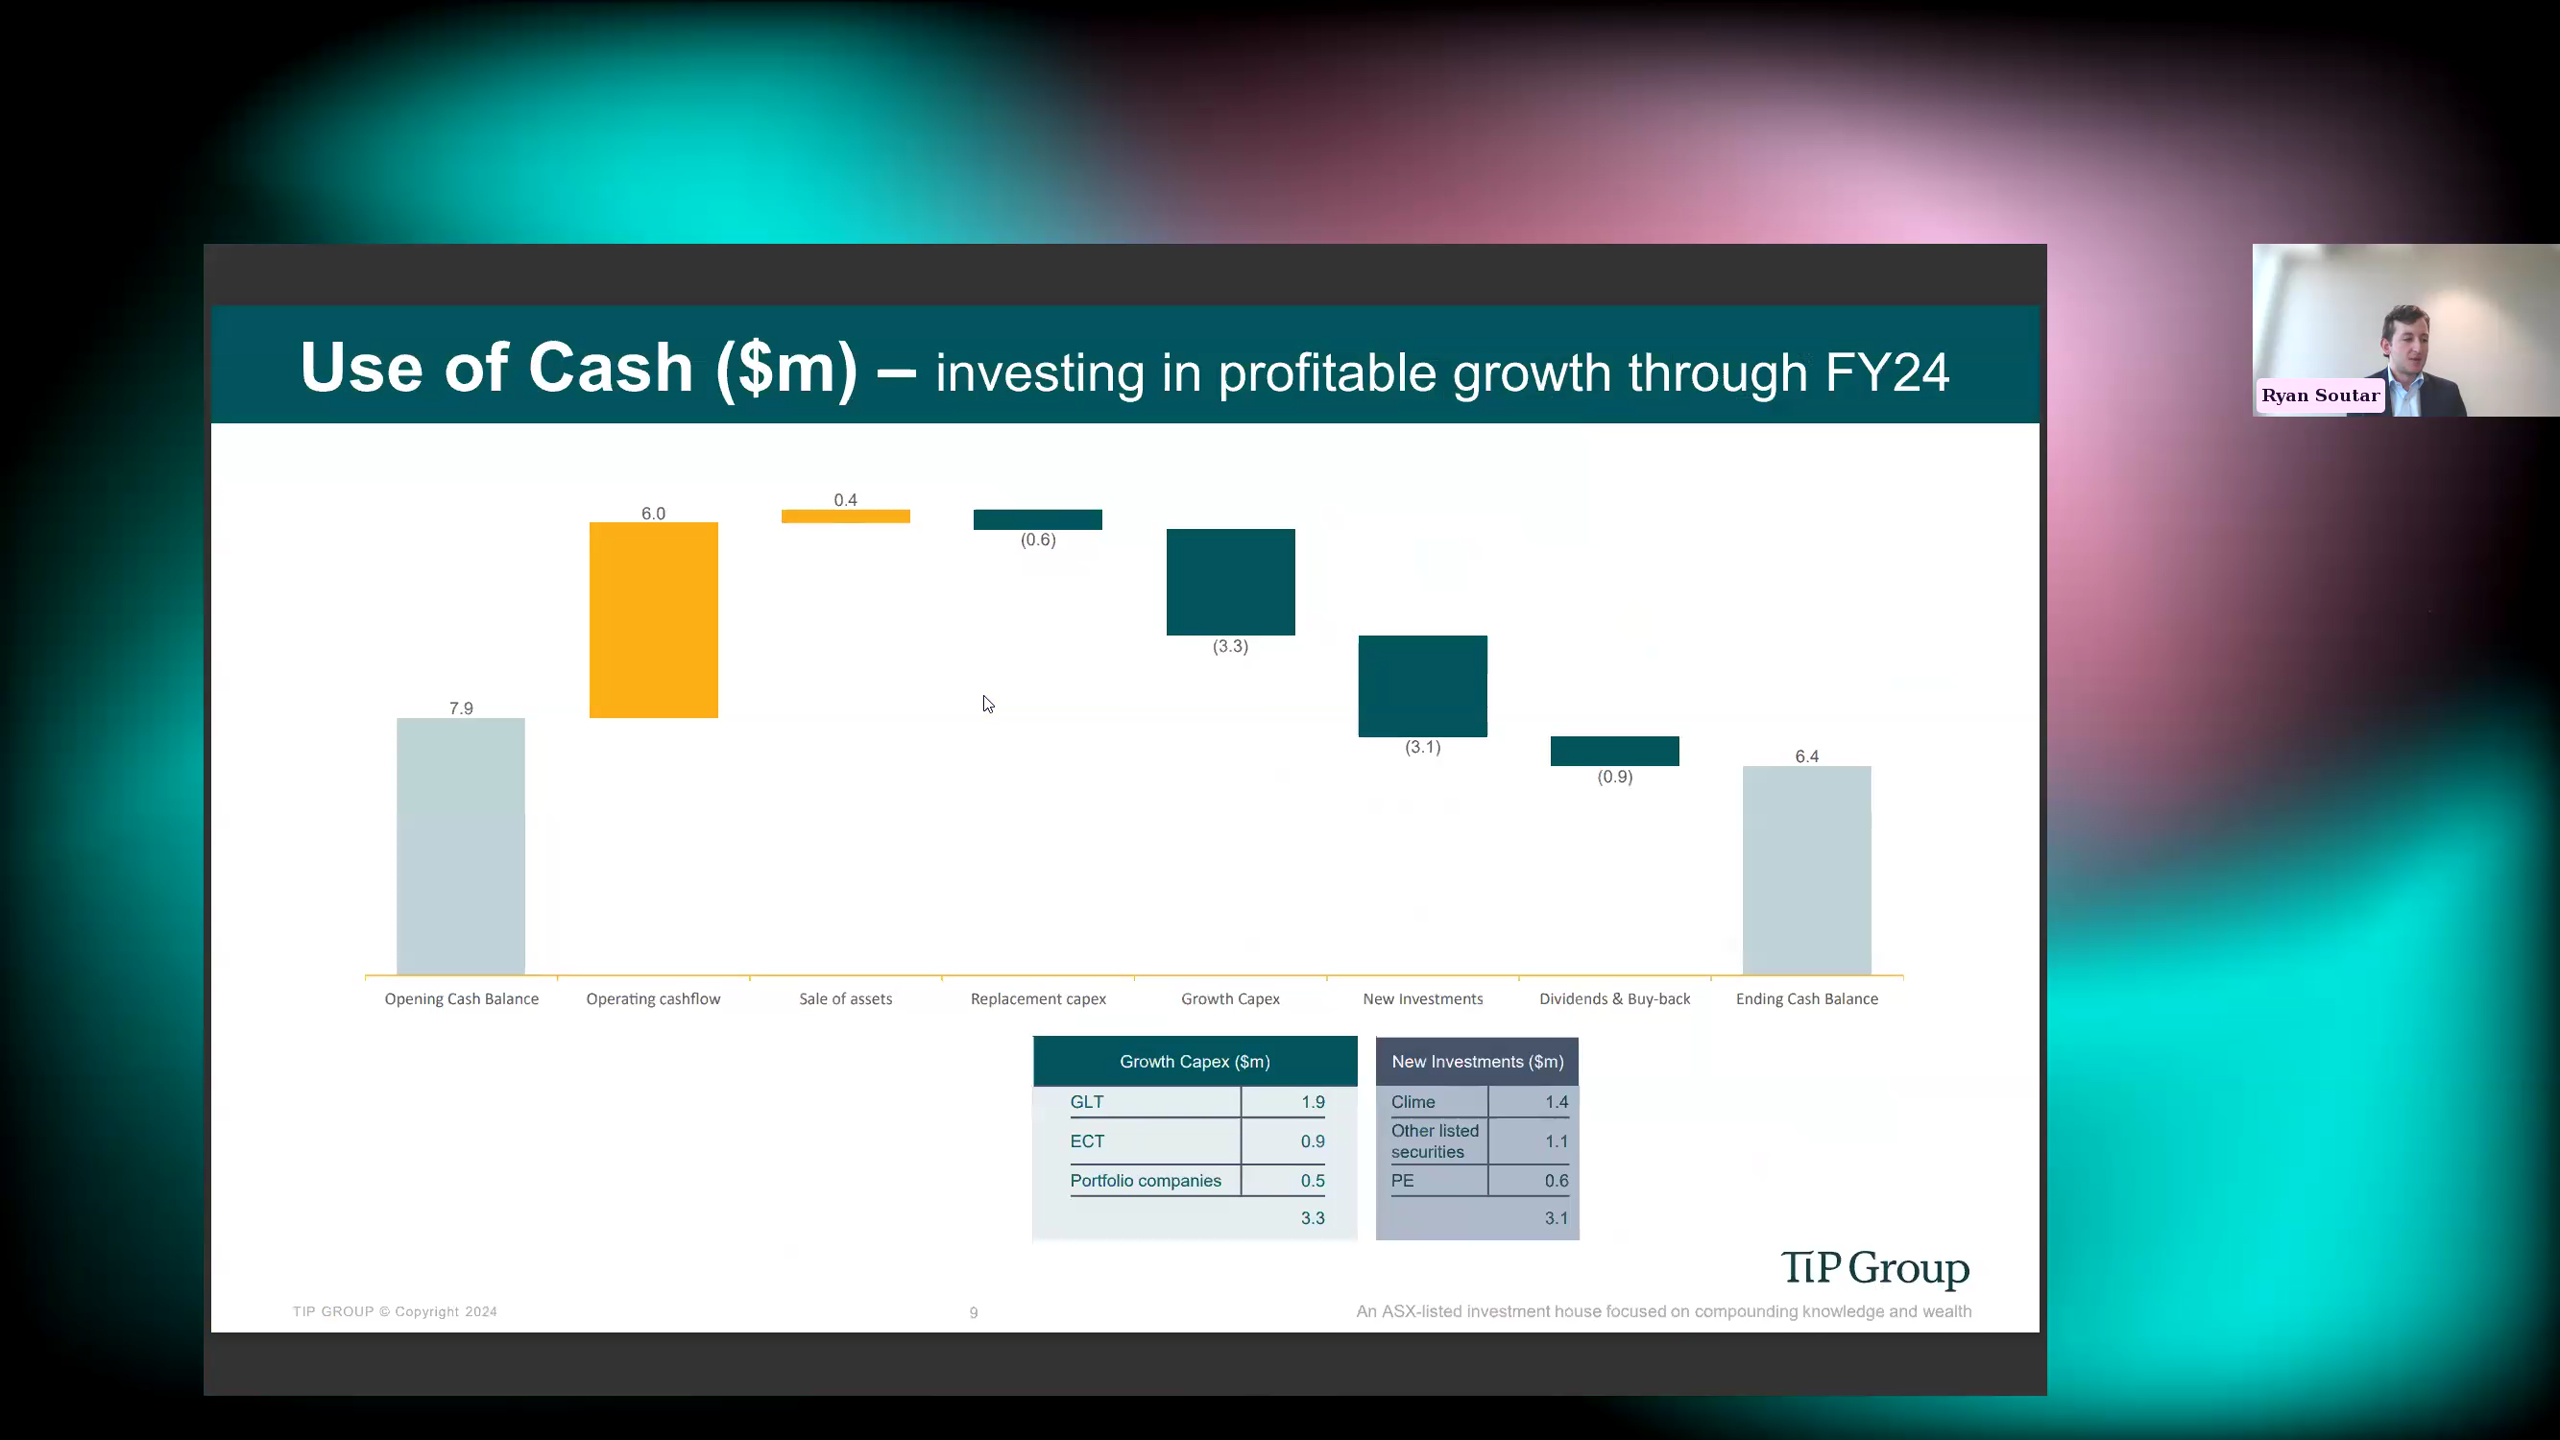 Use of Cash ($m) – investing in profitable growth through FY24
Ryan Soutar
7.9
6.0
0.4
(0.6)
(3.3)
(3.1)
(0.9)
6.4
Opening Cash Balance
Operating cashflow
Sale of assets
Replacement capex
Growth Capex
New Investments
Dividends & Buy-back
Ending Cash Balance
Growth Capex ($m)
GLT 1.9
ECT 0.9
Portfolio companies 0.5
3.3
New Investments ($m)
Clime 1.4
Other listed
securities 1.1
PE 0.6
3.1
TiP Group
TIP GROUP © Copyright 2024
9
An ASX-listed investment house focused on compounding knowledge and wealth